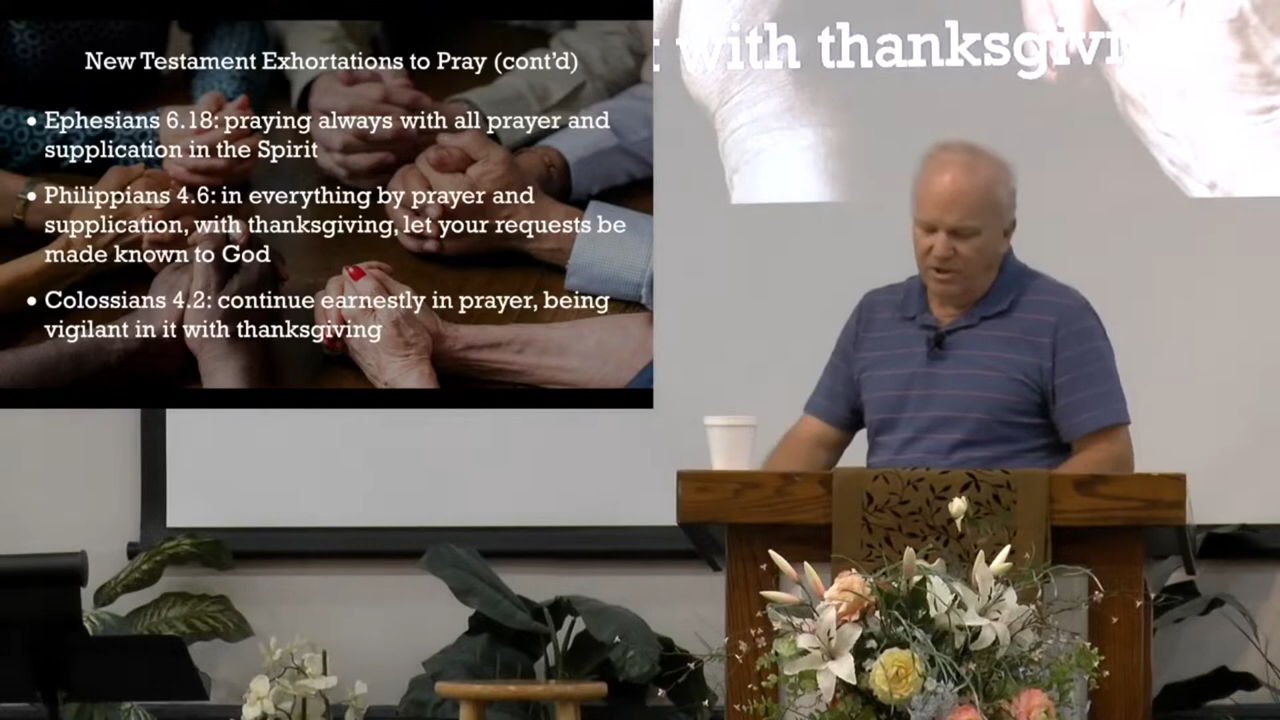 New Testament Exhortations to Pray (cont'd)
• Ephesians 6.18: praying always with all prayer and
supplication in the Spirit
• Philippians 4.6: in everything by prayer and
supplication, with thanksgiving, let your requests be
made known to God
• Colossians 4.2: continue earnestly in prayer, being
vigilant in it with thanksgiving
with